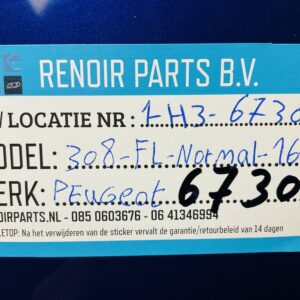 RENOIR PARTS B.V.
/ LOCATIE NR : 1H3-6730
ODEL: 308-FL-Normal-16
ERK: PEUgeot 6730
OIRPARTS.NL - 085 0603676 - 06 41346994
LETOP: Na het verwijderen van de sticker vervalt de garantie/retourbeleid van 14 dagen